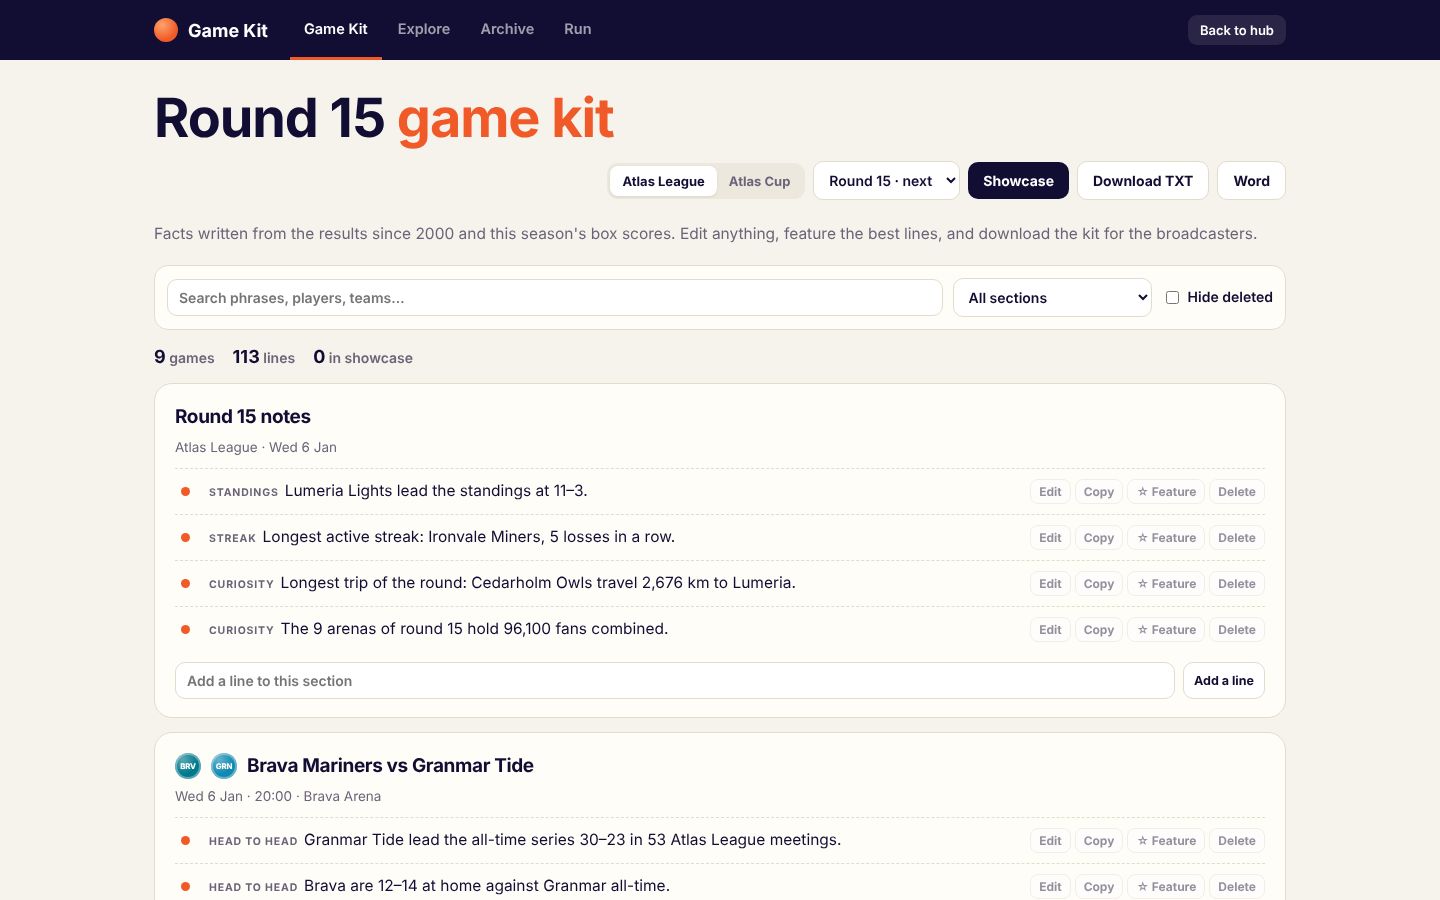 Game Kit
Game Kit Explore Archive Run
Back to hub
Round 15 game kit
Atlas League Atlas Cup
Round 15 · next
Showcase
Download TXT
Word
Facts written from the results since 2000 and this season's box scores. Edit anything, feature the best lines, and download the kit for the broadcasters.
Search phrases, players, teams...
All sections
Hide deleted
9 games 113 lines 0 in showcase
Round 15 notes
Atlas League · Wed 6 Jan
STANDINGS Lumeria Lights lead the standings at 11–3. Edit Copy ☆ Feature Delete
STREAK Longest active streak: Ironvale Miners, 5 losses in a row. Edit Copy ☆ Feature Delete
CURIOSITY Longest trip of the round: Cedarholm Owls travel 2,676 km to Lumeria. Edit Copy ☆ Feature Delete
CURIOSITY The 9 arenas of round 15 hold 96,100 fans combined. Edit Copy ☆ Feature Delete
Add a line to this section Add a line
BRV GRN Brava Mariners vs Granmar Tide
Wed 6 Jan · 20:00 · Brava Arena
HEAD TO HEAD Granmar Tide lead the all-time series 30–23 in 53 Atlas League meetings. Edit Copy ☆ Feature Delete
HEAD TO HEAD Brava are 12–14 at home against Granmar all-time. Edit Copy ☆ Feature Delete